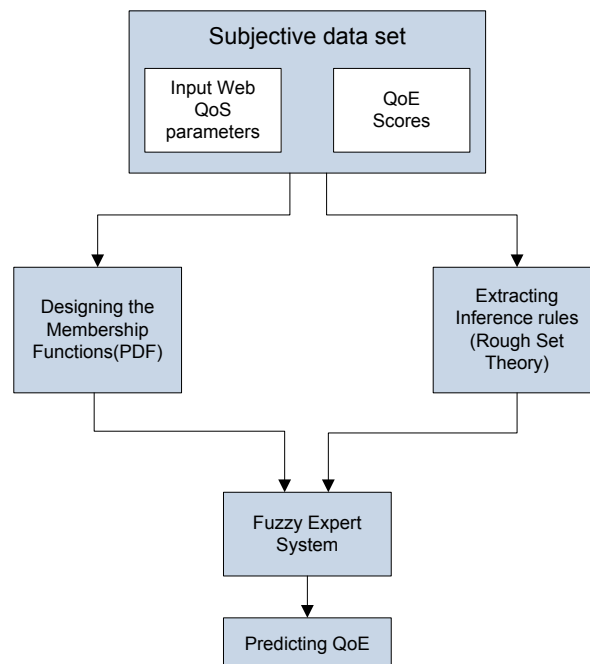 Subjective data set
Input Web
QoS
parameters
QoE
Scores
Designing the
Membership
Functions(PDF)
Extracting
Inference rules
(Rough Set
Theory)
Fuzzy Expert
System
Predicting QoE